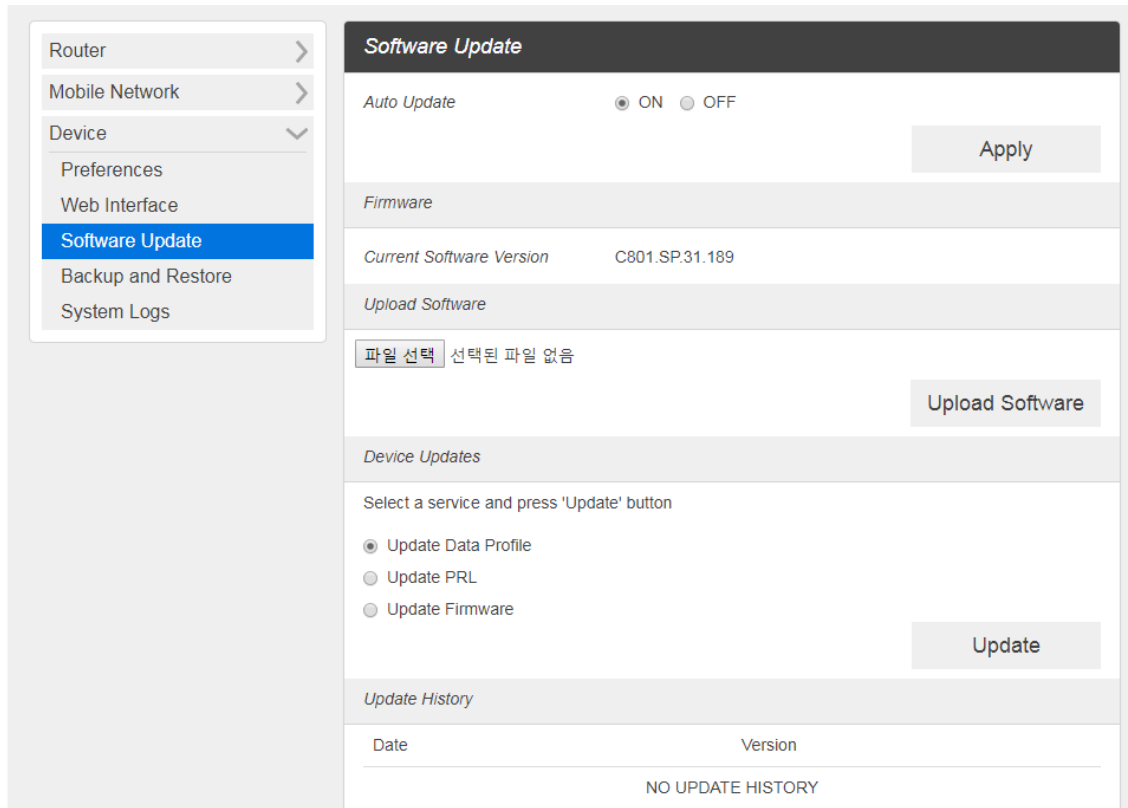 Router
Mobile Network
Device
Preferences
Web Interface
Software Update
Backup and Restore
System Logs
Software Update
Auto Update ON OFF
Apply
Firmware
Current Software Version C801.SP.31.189
Upload Software
파일 선택 선택된 파일 없음
Upload Software
Device Updates
Select a service and press 'Update' button
Update Data Profile
Update PRL
Update Firmware
Update
Update History
Date Version
NO UPDATE HISTORY